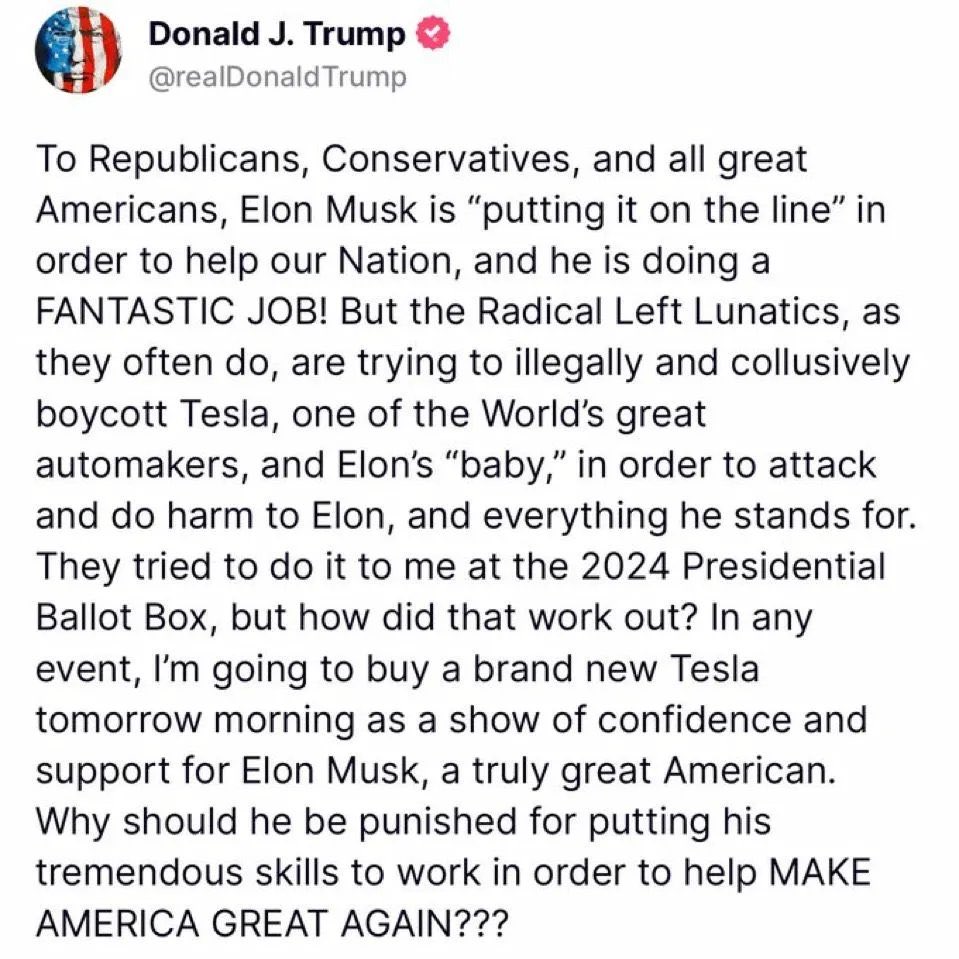 Donald J. Trump
@realDonaldTrump
To Republicans, Conservatives, and all great
Americans, Elon Musk is “putting it on the line” in
order to help our Nation, and he is doing a
FANTASTIC JOB! But the Radical Left Lunatics, as
they often do, are trying to illegally and collusively
boycott Tesla, one of the World’s great
automakers, and Elon’s “baby,” in order to attack
and do harm to Elon, and everything he stands for.
They tried to do it to me at the 2024 Presidential
Ballot Box, but how did that work out? In any
event, I’m going to buy a brand new Tesla
tomorrow morning as a show of confidence and
support for Elon Musk, a truly great American.
Why should he be punished for putting his
tremendous skills to work in order to help MAKE
AMERICA GREAT AGAIN???